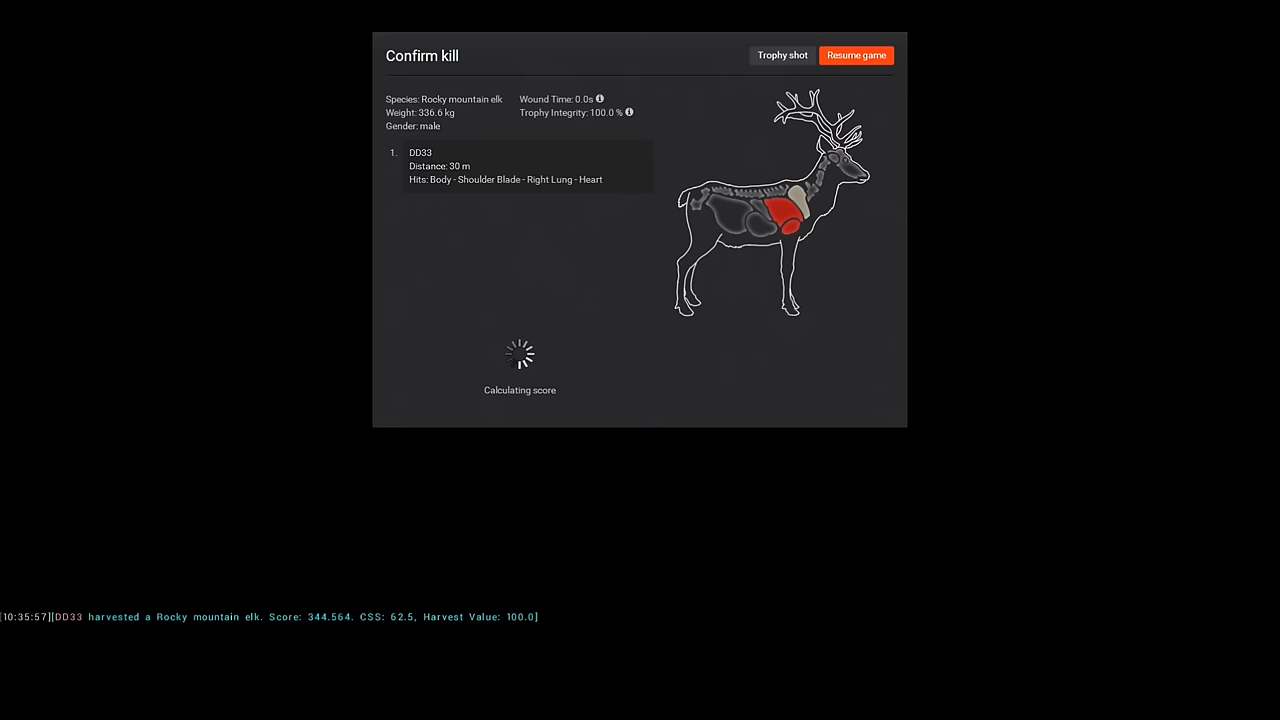 Confirm kill
Trophy shot
Resume game
Species: Rocky mountain elk
Wound Time: 0.0s
Weight: 336.6 kg
Trophy Integrity: 100.0 %
Gender: male
1. DD33
Distance: 30 m
Hits: Body - Shoulder Blade - Right Lung - Heart
Calculating score
[10:35:57][DD33 harvested a Rocky mountain elk. Score: 344.564. CSS: 62.5, Harvest Value: 100.0]